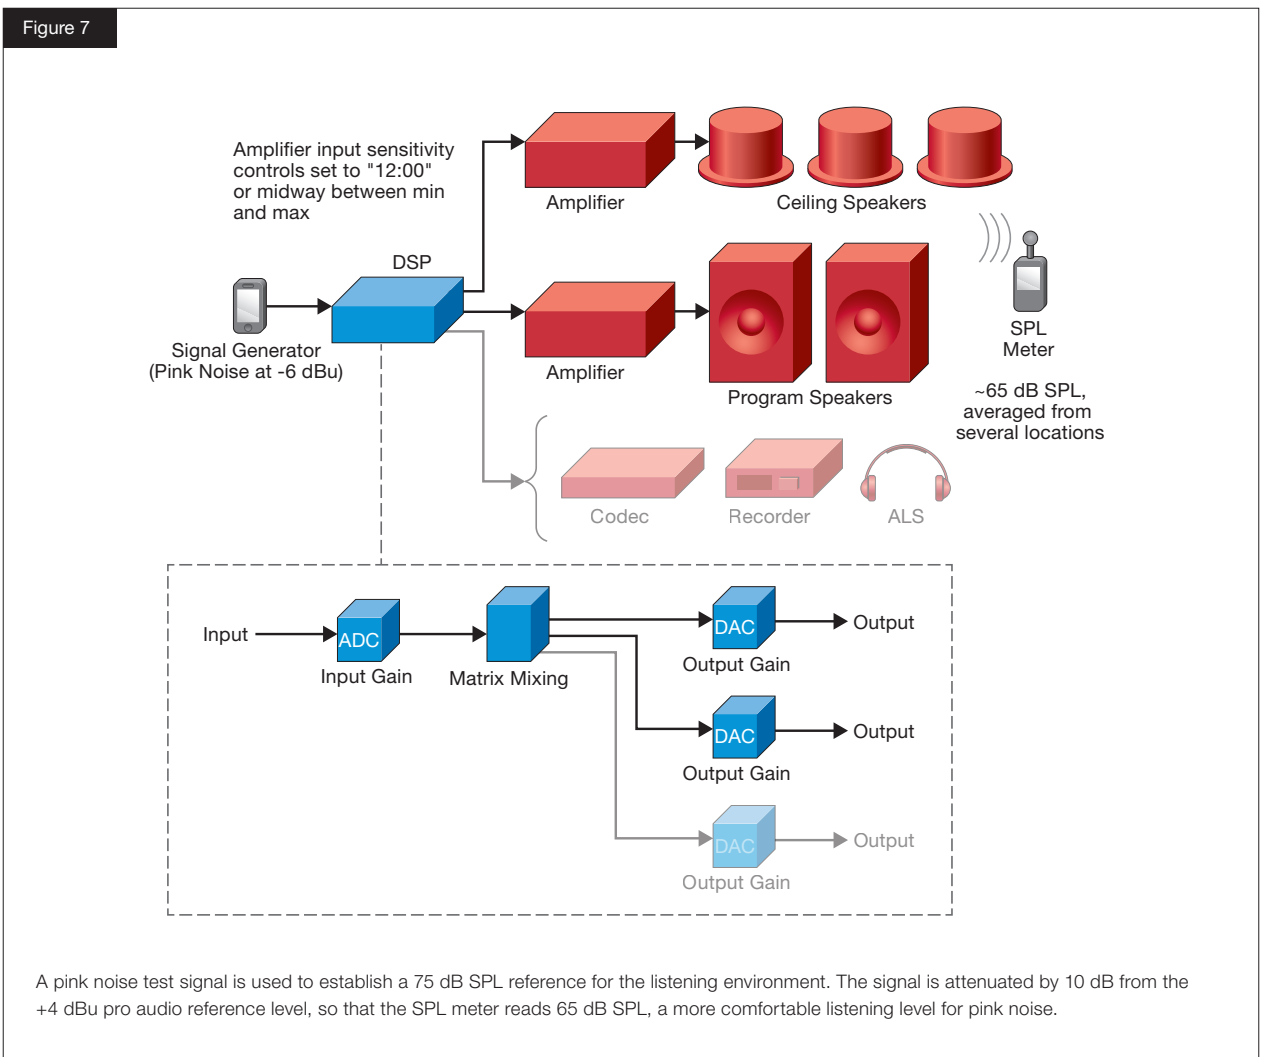 Figure 7
Amplifier input sensitivity
controls set to "12:00"
or midway between min
and max
Amplifier
Ceiling Speakers
DSP
Signal Generator
(Pink Noise at -6 dBu)
Amplifier
Program Speakers
SPL
Meter
~65 dB SPL,
averaged from
several locations
Codec
Recorder
ALS
Input
ADC
Input Gain
Matrix Mixing
DAC
Output Gain
Output
DAC
Output Gain
Output
DAC
Output Gain
Output
A pink noise test signal is used to establish a 75 dB SPL reference for the listening environment. The signal is attenuated by 10 dB from the
+4 dBu pro audio reference level, so that the SPL meter reads 65 dB SPL, a more comfortable listening level for pink noise.